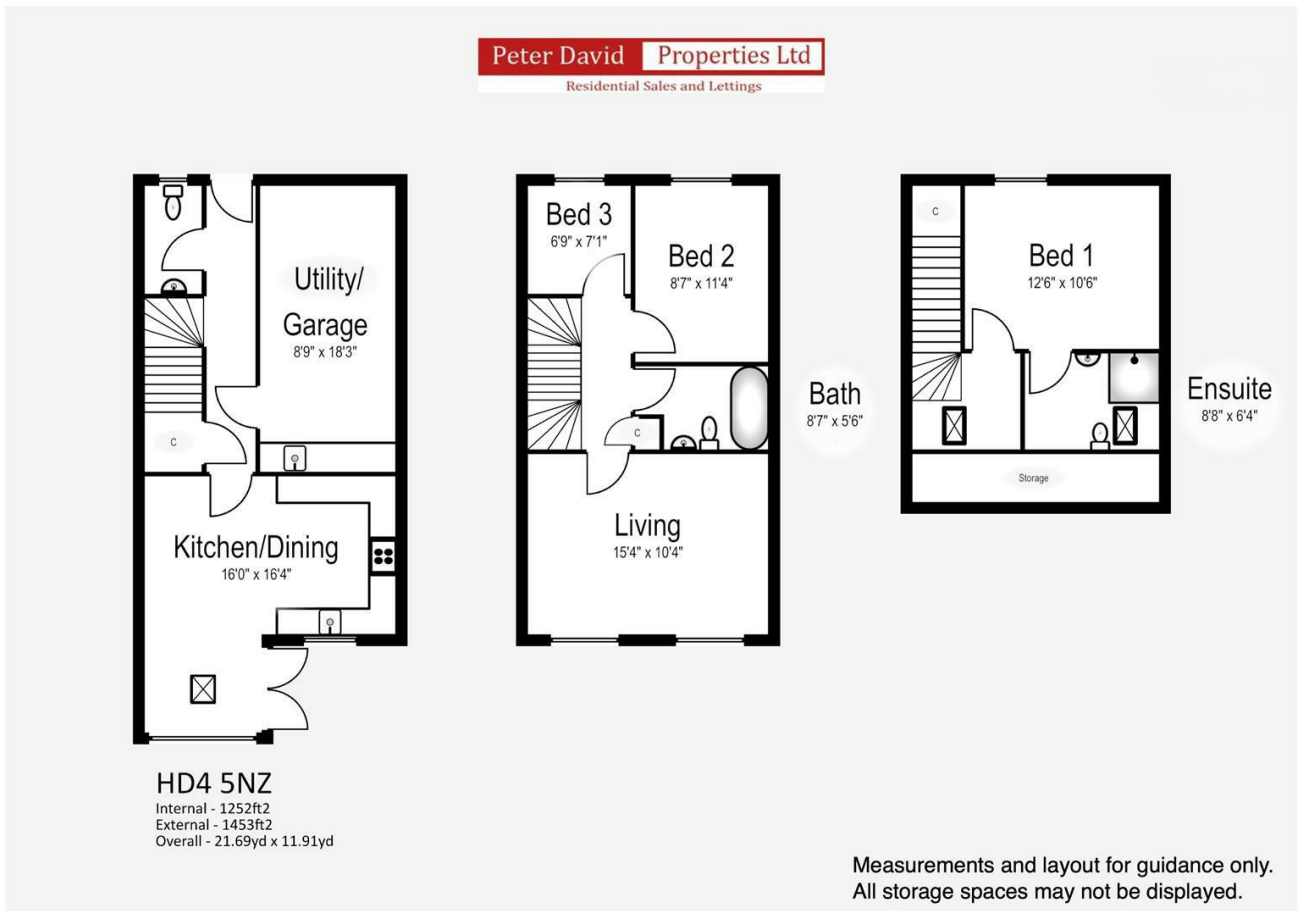 Peter David Properties Ltd
Residential Sales and Lettings
Utility/
Garage
8'9" x 18'3"
C
Kitchen/Dining
16'0" x 16'4"
HD4 5NZ
Internal - 1252ft2
External - 1453ft2
Overall - 21.69yd x 11.91yd
Bed 3
6'9" x 7'1"
Bed 2
8'7" x 11'4"
Bath
8'7" x 5'6"
C
Living
15'4" x 10'4"
C
Bed 1
12'6" x 10'6"
Ensuite
8'8" x 6'4"
Storage
Measurements and layout for guidance only.
All storage spaces may not be displayed.